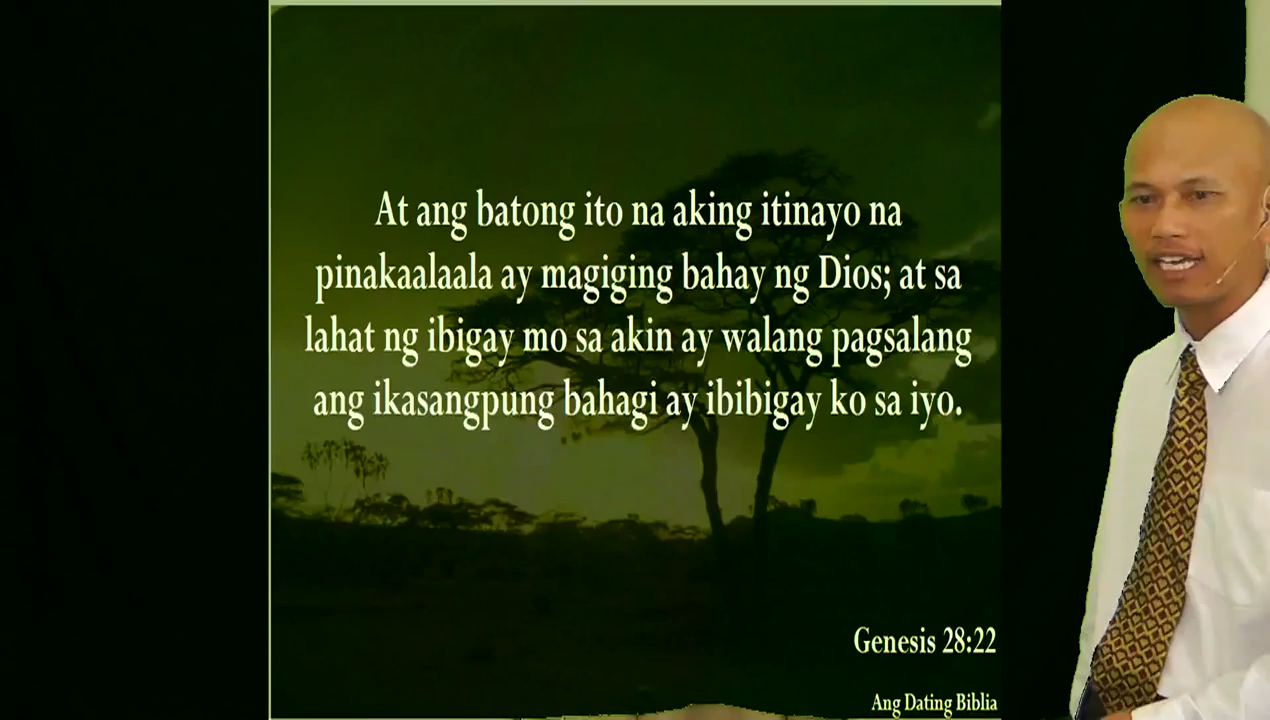 At ang batong ito na aking itinayo na
pinakaalaala ay magiging bahay ng Dios; at sa
lahat ng ibigay mo sa akin ay walang pagsalang
ang ikasangpung bahagi ay ibibigay ko sa iyo.
Genesis 28:22
Ang Dating Biblia